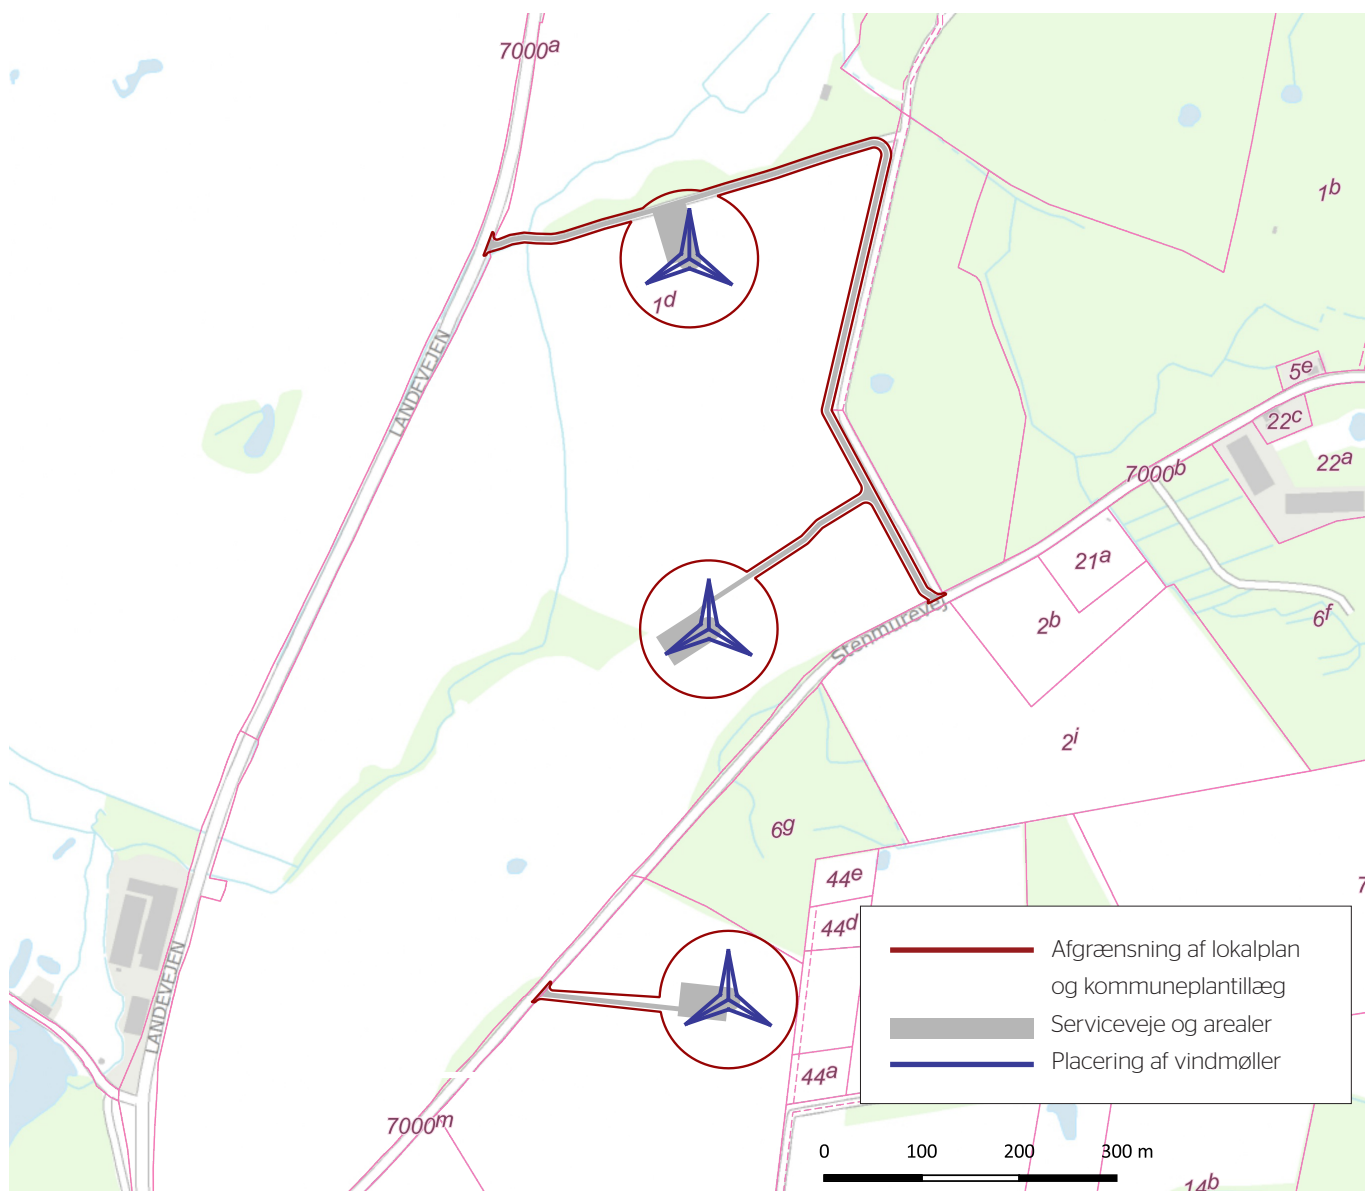 7000a
1b
1d
LANDEVEJEN
5e
22c
22a
7000b
21a
2b
6f
Stenmurevej
2i
6g
44e
44d
Afgrænsning af lokalplan
og kommuneplantillæg
Serviceveje og arealer
Placering af vindmøller
LANDEVEJEN
44a
7000m
0 100 200 300 m
14b